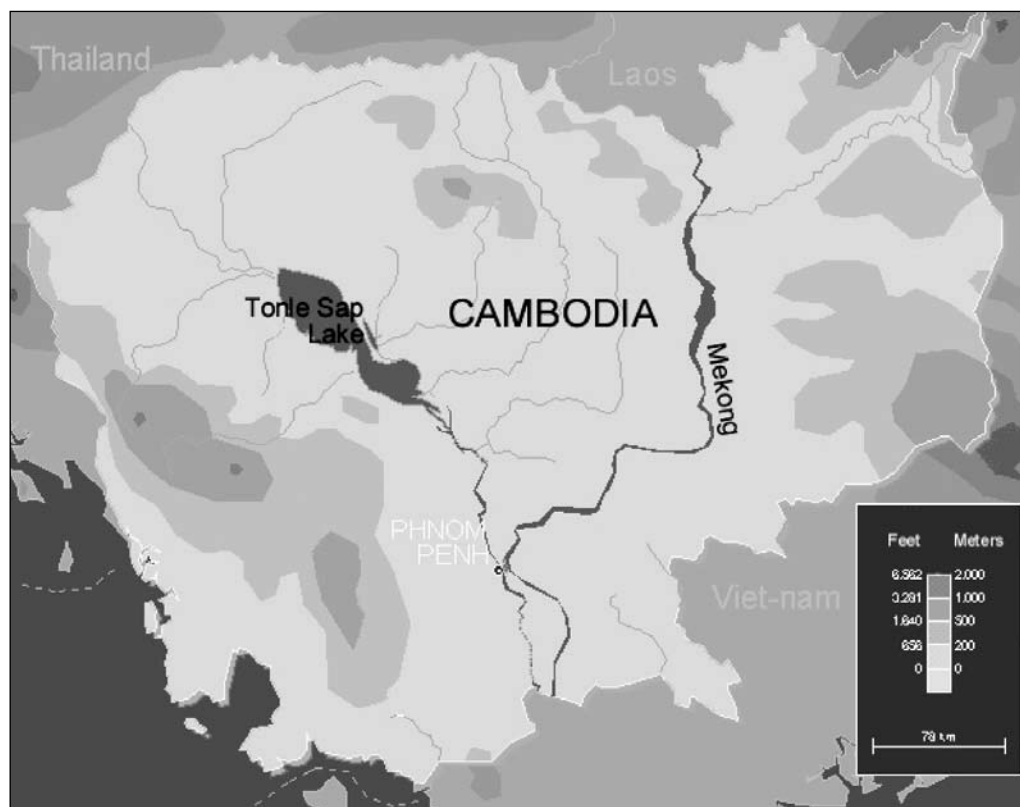 Thailand
Laos
Tonle Sap
Lake
CAMBODIA
Mekong
PHNOM
PENH
Viet-nam
Feet Meters
6.562 2.000
3.281 1.000
1.640 500
656 200
0 0
78 km